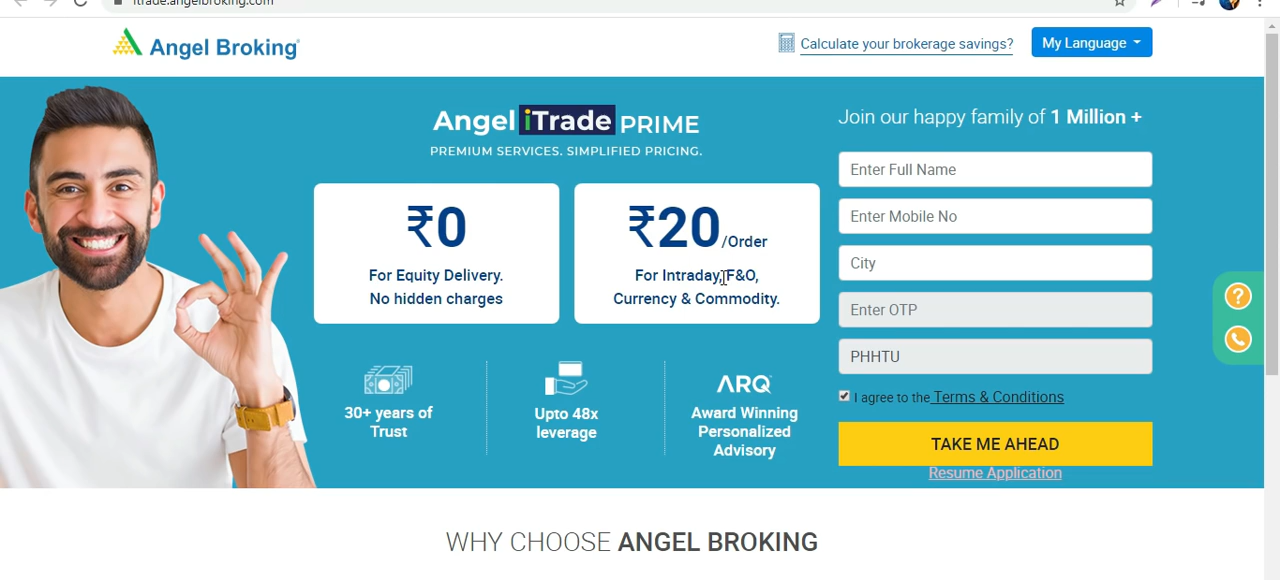 itrade.angelbroking.com
Angel Broking
Calculate your brokerage savings?
My Language
Angel iTrade PRIME
PREMIUM SERVICES. SIMPLIFIED PRICING.
₹0
For Equity Delivery.
No hidden charges
₹20/Order
For Intraday, F&O,
Currency & Commodity.
30+ years of
Trust
Upto 48x
leverage
ARQ
Award Winning
Personalized
Advisory
Join our happy family of 1 Million +
Enter Full Name
Enter Mobile No
City
Enter OTP
PHHTU
I agree to the Terms & Conditions
TAKE ME AHEAD
Resume Application
?
WHY CHOOSE ANGEL BROKING